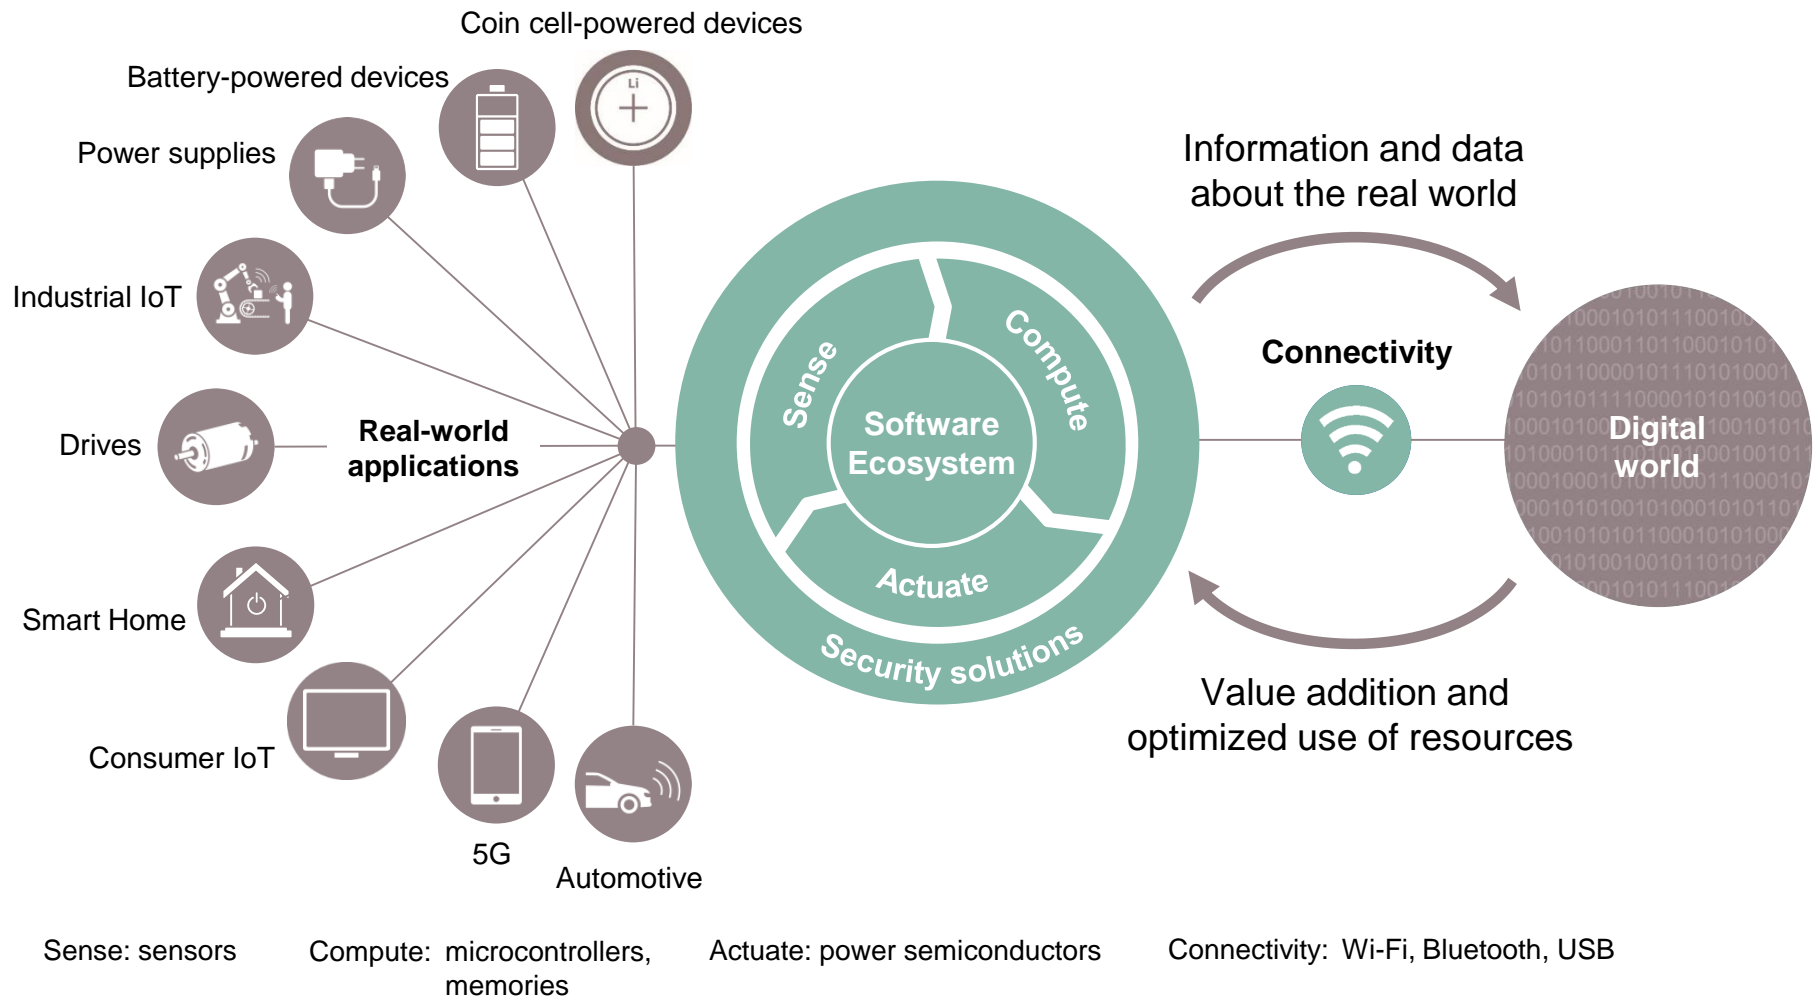 Coin cell-powered devices
Battery-powered devices
Li
Power supplies
Information and data
about the real world
Industrial IoT
Sense
Compute
Connectivity
Drives
Real-world
applications
Software
Ecosystem
Digital
world
Actuate
Smart Home
Security solutions
Value addition and
optimized use of resources
Consumer IoT
5G
Automotive
Sense: sensors
Compute: microcontrollers,
memories
Actuate: power semiconductors
Connectivity: Wi-Fi, Bluetooth, USB